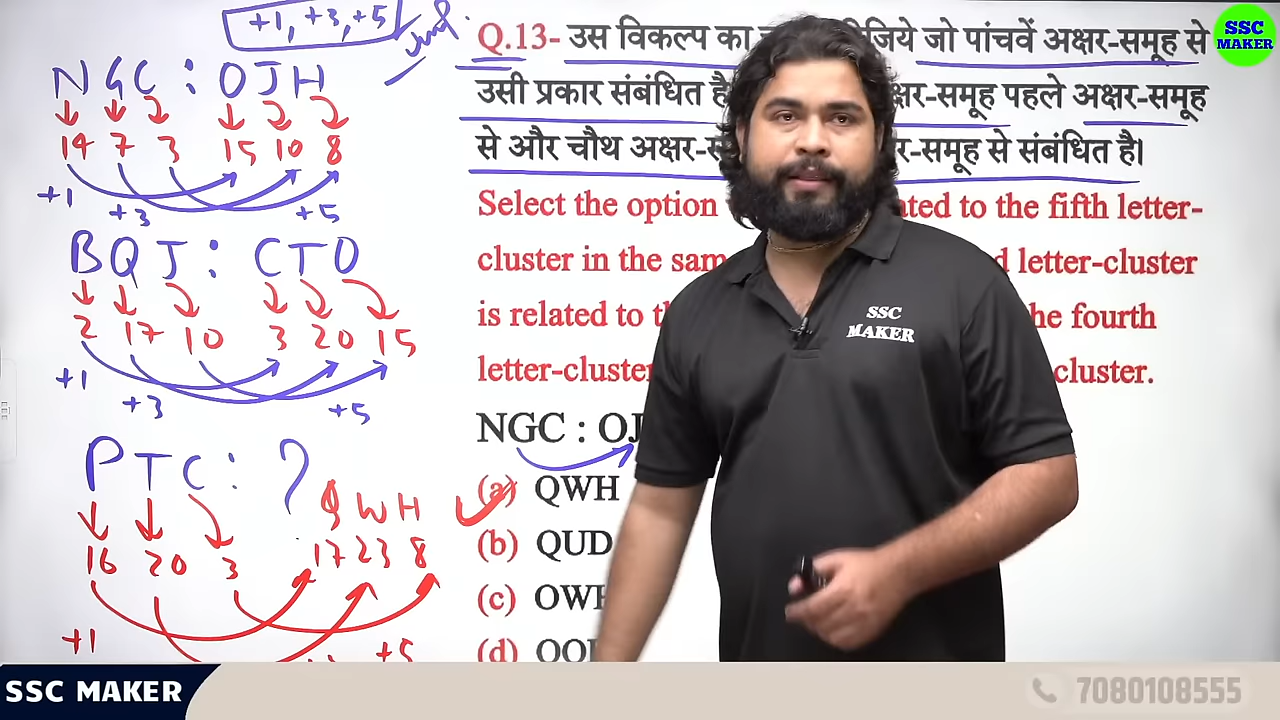 +1, +3, +5
NGC : OJH
14 7 3 15 10 8
+1 +3 +5
BQJ : CTO
2 17 10 3 20 15
+1 +3 +5
PTC : ?
QWH
16 20 3 17 23 8
+1 +5
Q.13- उस विकल्प का जो पांचवें अक्षर-समूह से
उसी प्रकार संबंधित है अक्षर-समूह पहले अक्षर-समूह
से और चौथ अक्षर-समूह से संबंधित है।
Select the option to the fifth letter-
cluster in the letter-cluster
is related to the fourth
letter-cluster cluster.
NGC : OJ
(a) QWH
(b) QUD
(c) OWH
(d)
SSC
MAKER
SSC
MAKER
SSC MAKER
7080108555